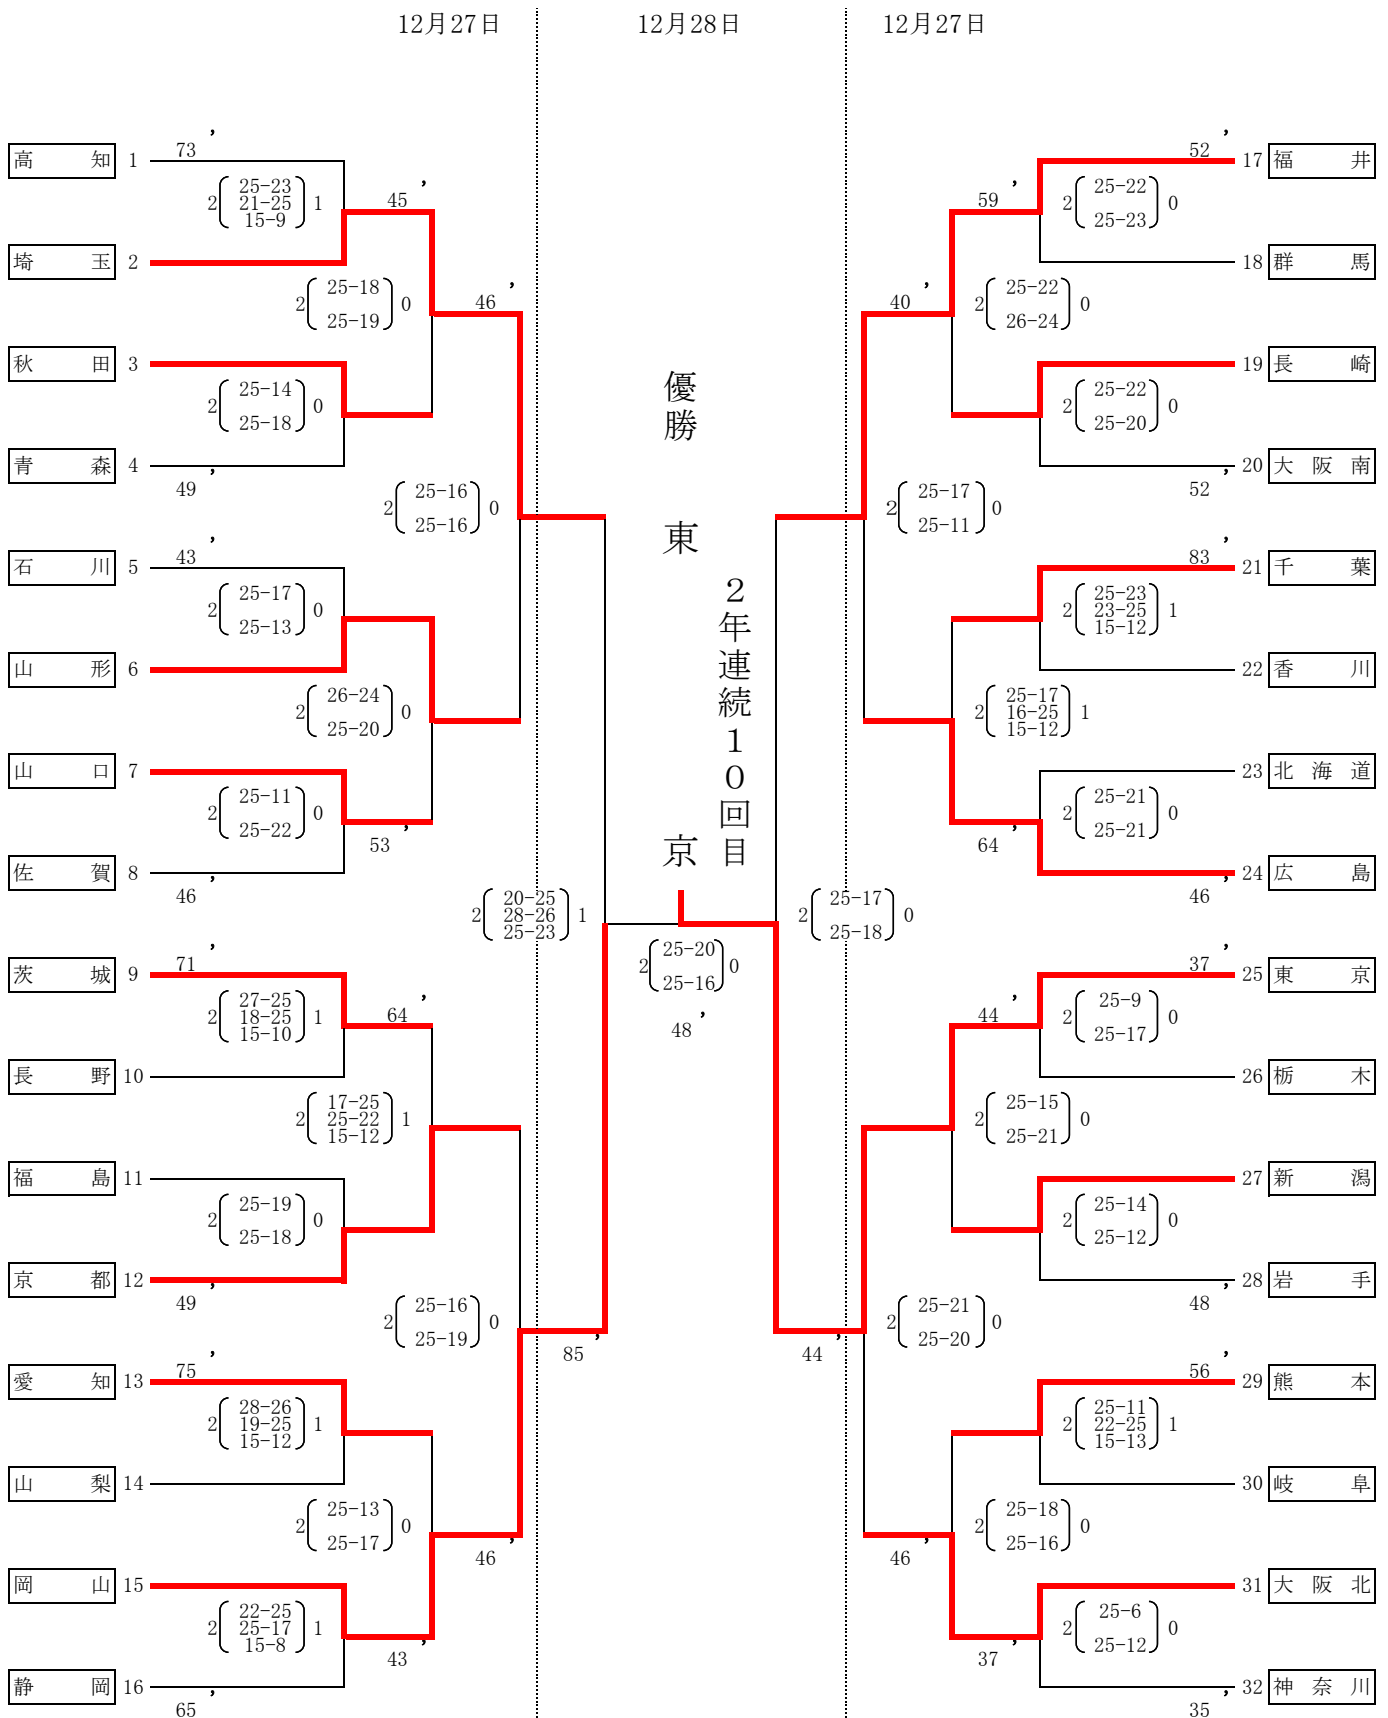 12月27日
12月28日
12月27日
高知 1
73’
2 25-23 21-25 15-9 1
埼玉 2
45’
2 25-18 25-19 0
秋田 3
2 25-14 25-18 0
青森 4
49’
46’
2 25-16 25-16 0
石川 5
43’
2 25-17 25-13 0
山形 6
2 26-24 25-20 0
山口 7
2 25-11 25-22 0
53’
佐賀 8
46’
2 20-25 28-26 25-23 1
茨城 9
71’
2 27-25 18-25 15-10 1
64’
長野 10
2 17-25 25-22 15-12 1
福島 11
2 25-19 25-18 0
京都 12
49’
2 25-16 25-19 0
85’
愛知 13
75’
2 28-26 19-25 15-12 1
山梨 14
2 25-13 25-17 0
46’
岡山 15
2 22-25 25-17 15-8 1
43’
静岡 16
65’
優勝 東京
2年連続10回目
2 25-20 25-16 0
48’
52’
17 福井
2 25-22 25-23 0
59’
18 群馬
40’
2 25-22 26-24 0
19 長崎
2 25-22 25-20 0
20 大阪南
52’
2 25-17 25-11 0
83’
21 千葉
2 25-23 23-25 15-12 1
22 香川
2 25-17 16-25 15-12 1
23 北海道
2 25-21 25-21 0
64’
24 広島
46’
2 25-17 25-18 0
37’
25 東京
2 25-9 25-17 0
44’
26 栃木
2 25-15 25-21 0
27 新潟
2 25-14 25-12 0
28 岩手
48’
2 25-21 25-20 0
44’
56’
29 熊本
2 25-11 22-25 15-13 1
30 岐阜
2 25-18 25-16 0
46’
31 大阪北
2 25-6 25-12 0
37’
32 神奈川
35’